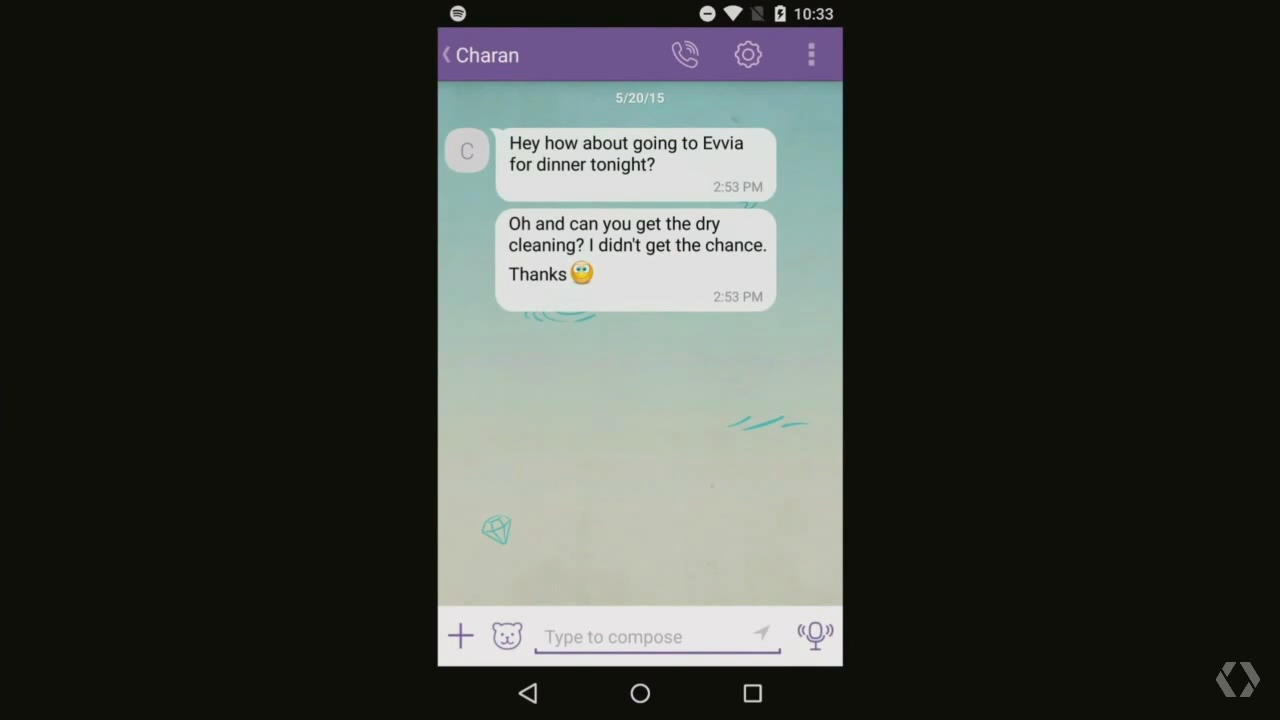 10:33
Charan
5/20/15
C
Hey how about going to Evvia
for dinner tonight?
2:53 PM
Oh and can you get the dry
cleaning? I didn't get the chance.
Thanks
2:53 PM
Type to compose